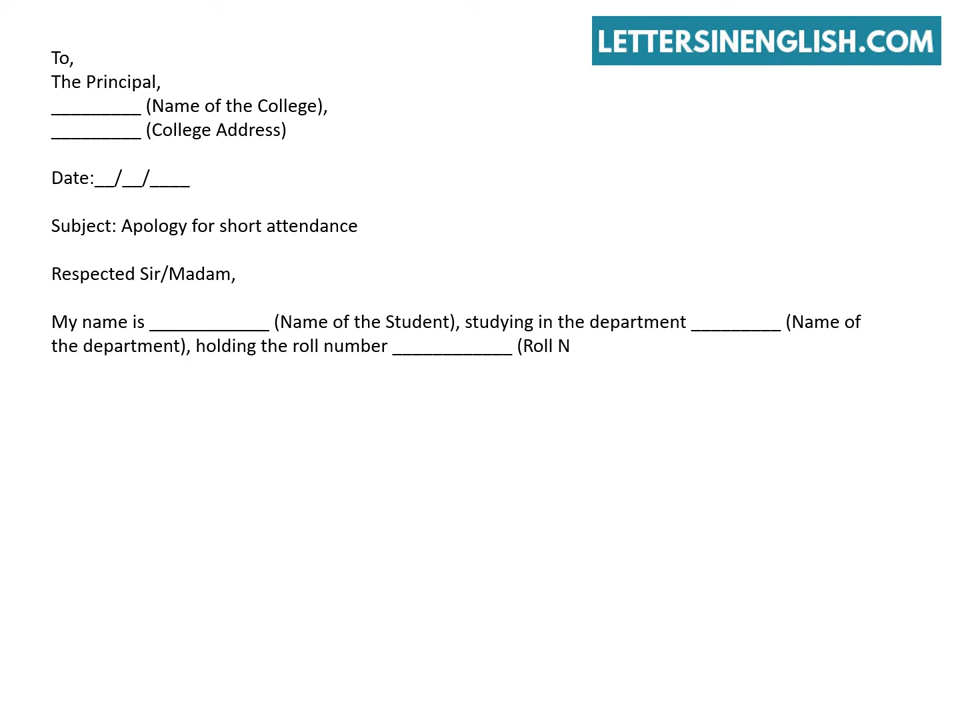 LETTERSINENGLISH.COM
To,
The Principal,
_________ (Name of the College),
_________ (College Address)
Date:__/__/____
Subject: Apology for short attendance
Respected Sir/Madam,
My name is ____________ (Name of the Student), studying in the department _________ (Name of
the department), holding the roll number ____________ (Roll N